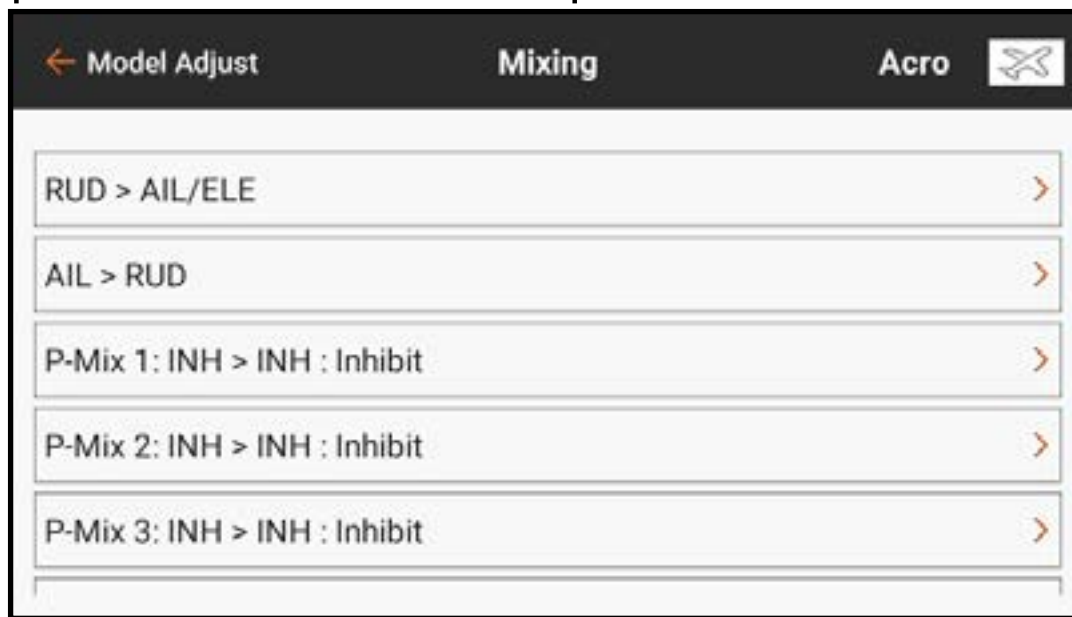 Model Adjust Mixing Acro
RUD > AIL/ELE
AIL > RUD
P-Mix 1: INH > INH : Inhibit
P-Mix 2: INH > INH : Inhibit
P-Mix 3: INH > INH : Inhibit